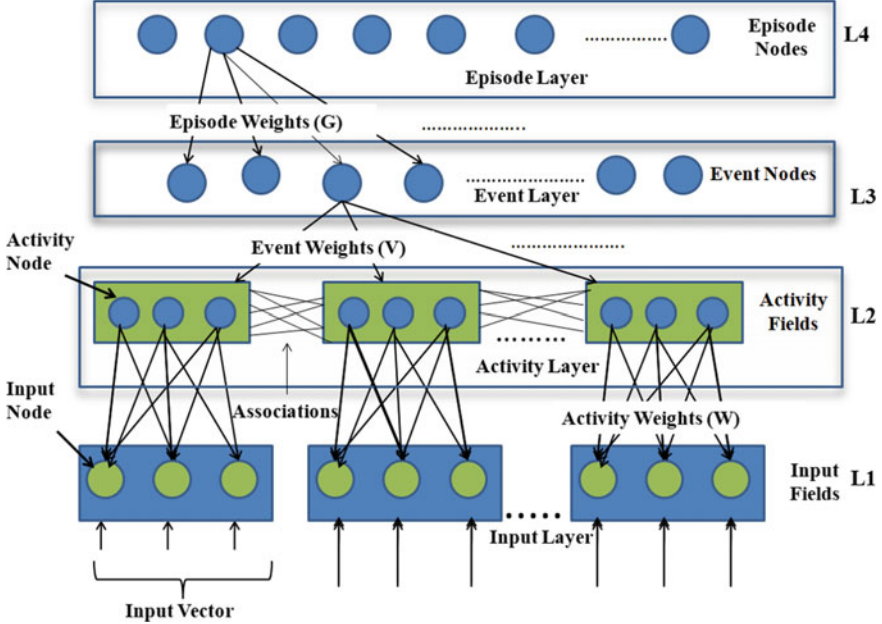 Episode
Nodes
L4
Episode Layer
Episode Weights (G)
.....................
Event Nodes
........................
Event Layer
L3
Event Weights (V)
.......................
Activity
Node
Activity
Fields
L2
.........
Activity Layer
Input
Node
Associations
Activity Weights (W)
Input
Fields
L1
.....
Input Layer
Input Vector